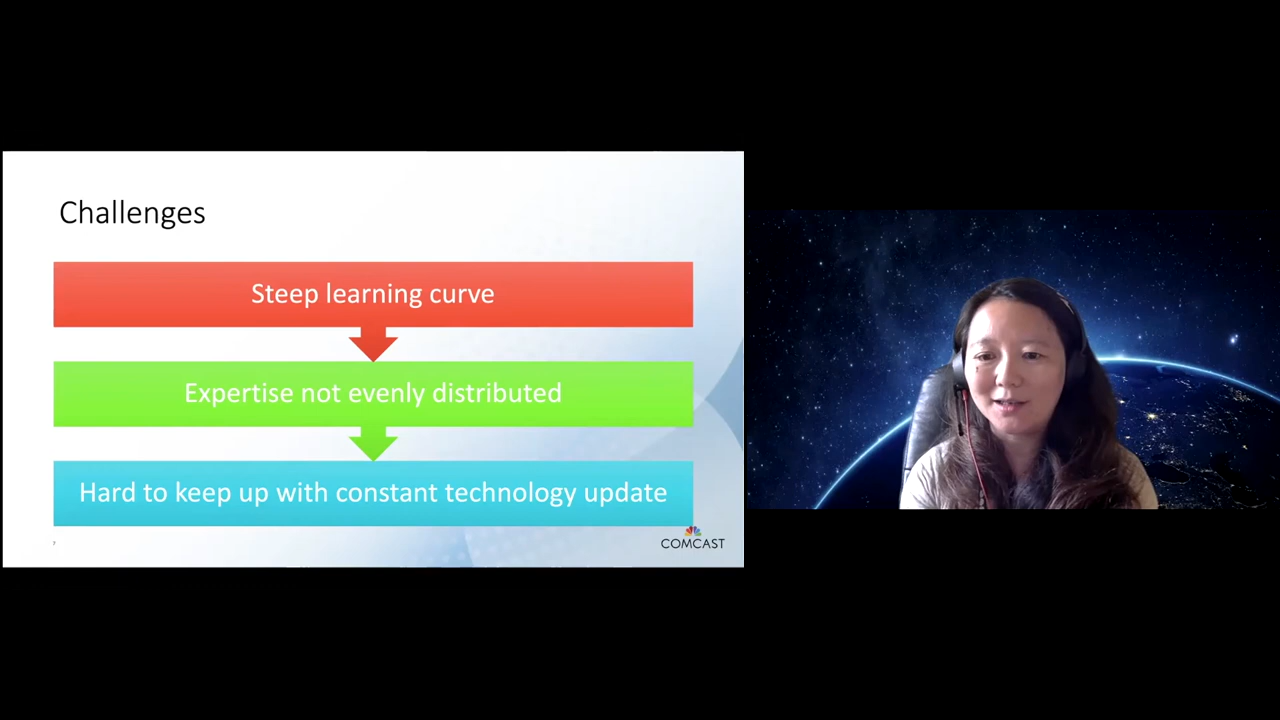 Challenges
Steep learning curve
Expertise not evenly distributed
Hard to keep up with constant technology update
COMCAST